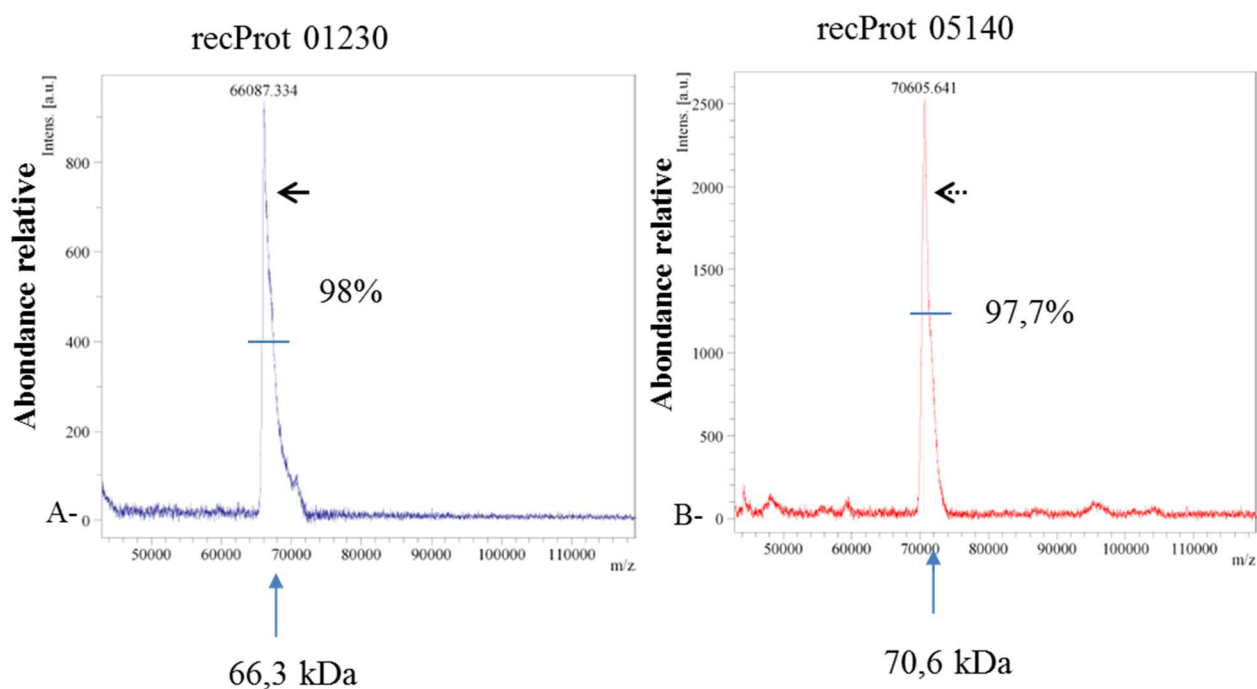 recProt 01230
66087.334
Intens. [a.u.]
Abondance relative
800
600
400
200
0
98%
A-
50000 60000 70000 80000 90000 100000 110000
m/z
66,3 kDa
recProt 05140
70605.641
Intens. [a.u.]
Abondance relative
2500
2000
1500
1000
500
0
97,7%
B-
50000 60000 70000 80000 90000 100000 110000
m/z
70,6 kDa